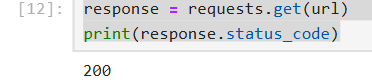 [12]: response = requests.get(url)
print(response.status_code)
200